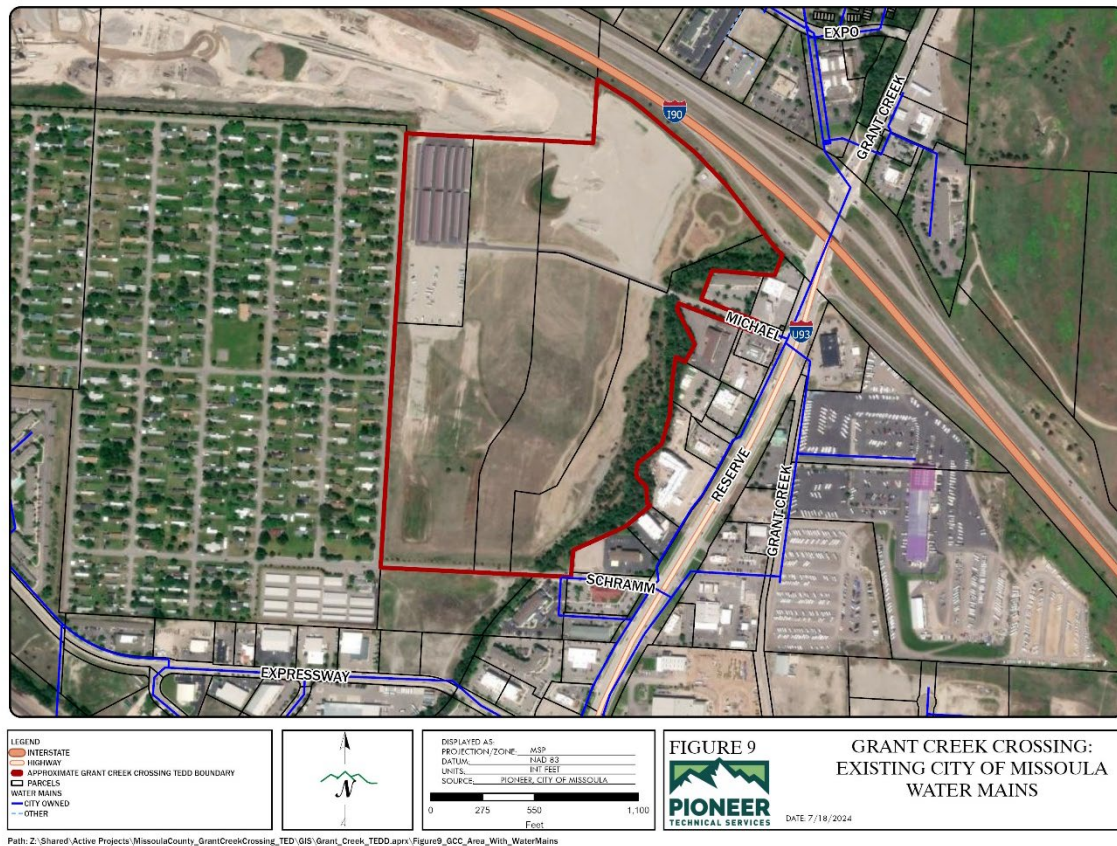 EXPO
GRANT CREEK
I90
MICHAEL
U93
RESERVE
GRANT CREEK
SCHRAMM
EXPRESSWAY
LEGEND
INTERSTATE
HIGHWAY
APPROXIMATE GRANT CREEK CROSSING TEDD BOUNDARY
PARCELS
WATER MAINS
CITY OWNED
OTHER
N
DISPLAYED AS:
PROJECTION/ZONE: MSP
DATUM: NAD 83
UNITS: INT FEET
SOURCE: PIONEER, CITY OF MISSOULA
0 275 550 1,100
Feet
FIGURE 9
PIONEER
TECHNICAL SERVICES
GRANT CREEK CROSSING:
EXISTING CITY OF MISSOULA
WATER MAINS
DATE: 7/18/2024
Path: Z:\Shared\Active Projects\MissoulaCounty_GrantCreekCrossing_TED\GIS\Grant_Creek_TEDD.aprx\Figure9_GCC_Area_With_WaterMains